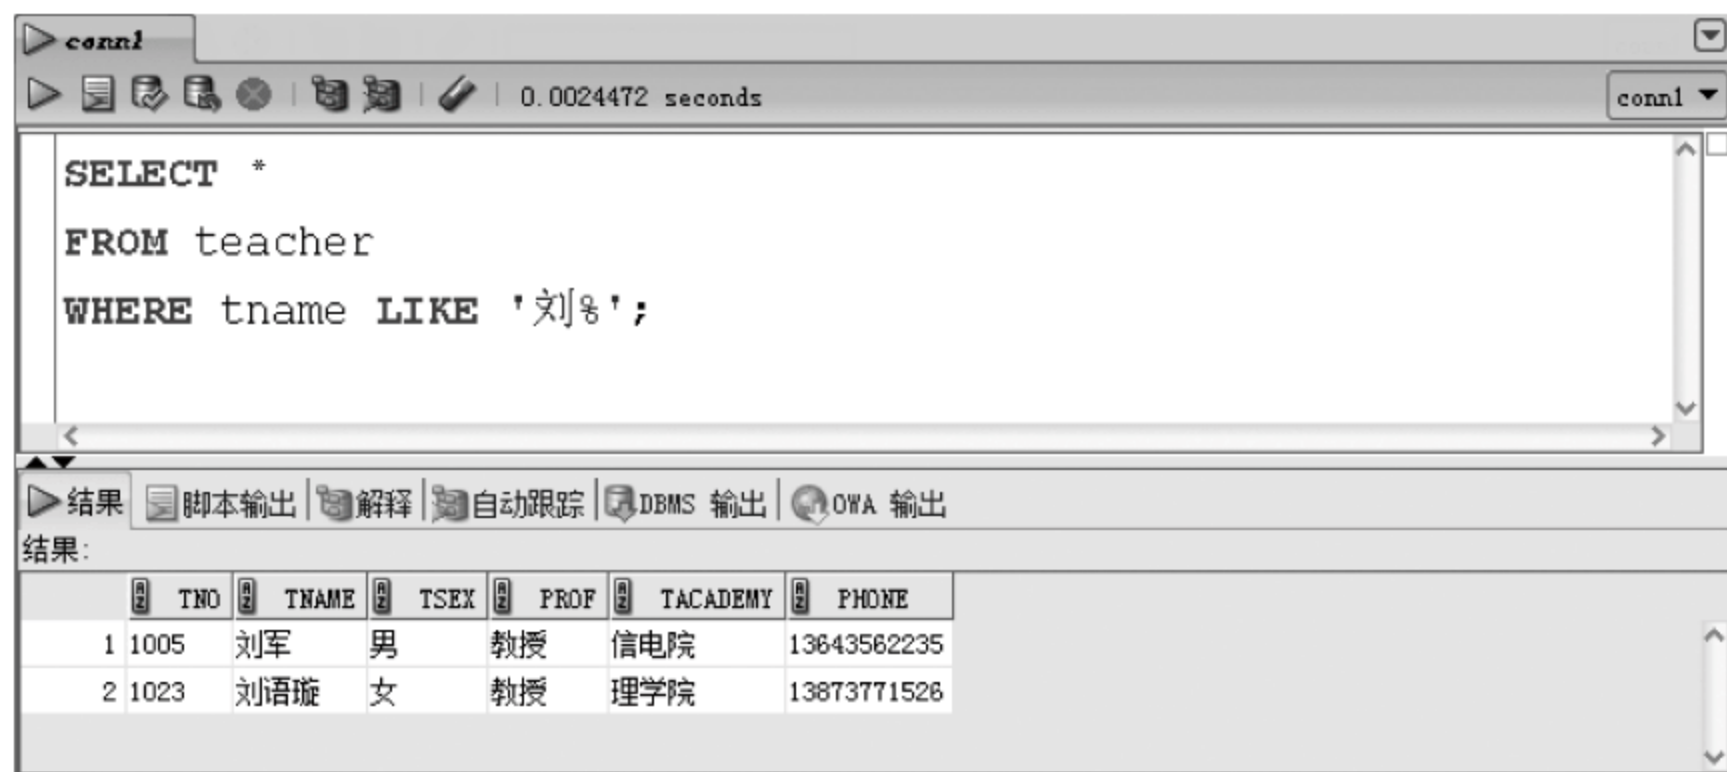 conn1
0.0024472 seconds
conn1
SELECT *
FROM teacher
WHERE tname LIKE '刘%';
结果 脚本输出 解释 自动跟踪 DBMS 输出 OWA 输出
结果:
TNO TNAME TSEX PROF TACADEMY PHONE
1 1005 刘军 男 教授 信电院 13643562235
2 1023 刘语璇 女 教授 理学院 13873771526